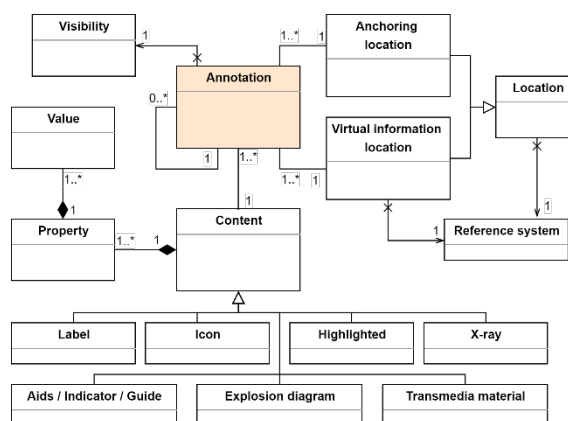 Visibility
1
1..*
1
Anchoring
location
Annotation
Location
0..*
1
Value
Virtual information
location
1..*
1..*
1
1..*
1
1
1
1
Content
1
Reference system
Property
1..*
1
Label
Icon
Highlighted
X-ray
Aids / Indicator / Guide
Explosion diagram
Transmedia material